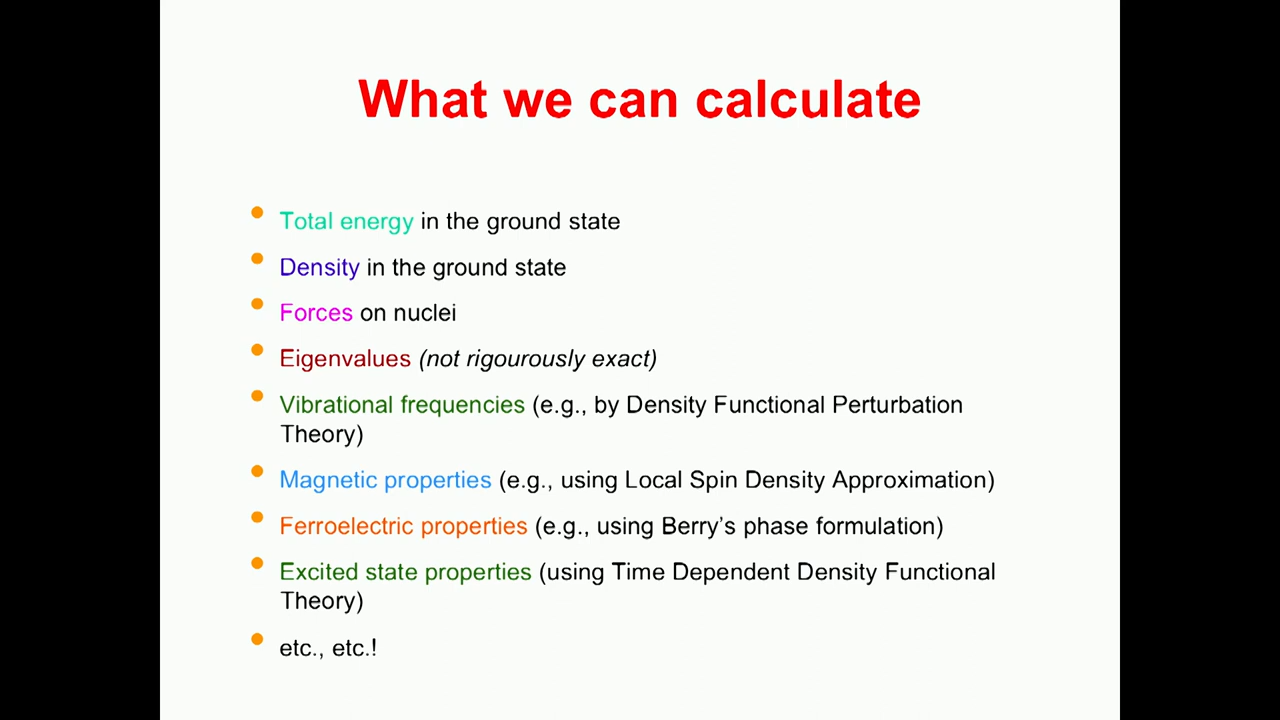 What we can calculate
Total energy in the ground state
Density in the ground state
Forces on nuclei
Eigenvalues (not rigourously exact)
Vibrational frequencies (e.g., by Density Functional Perturbation
Theory)
Magnetic properties (e.g., using Local Spin Density Approximation)
Ferroelectric properties (e.g., using Berry’s phase formulation)
Excited state properties (using Time Dependent Density Functional
Theory)
etc., etc.!